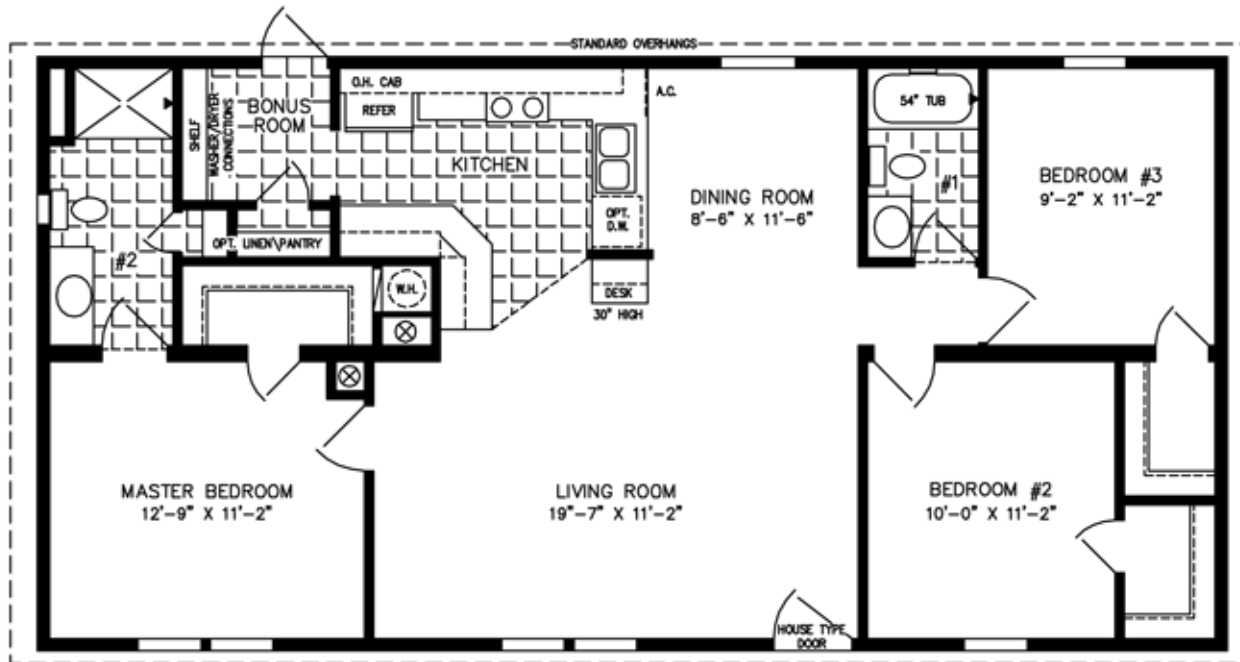 STANDARD OVERHANGS
O.H. CAB
REFER
A.C.
BONUS
ROOM
SHELF
WASHER/DRYER
CONNECTIONS
KITCHEN
54" TUB
#1
BEDROOM #3
9'-2" X 11'-2"
DINING ROOM
8'-6" X 11'-6"
OPT.
D.W.
OPT. LINEN\PANTRY
#2
W.H.
DESK
30" HIGH
MASTER BEDROOM
12'-9" X 11'-2"
LIVING ROOM
19"-7" X 11'-2"
BEDROOM #2
10'-0" X 11'-2"
HOUSE TYPE
DOOR